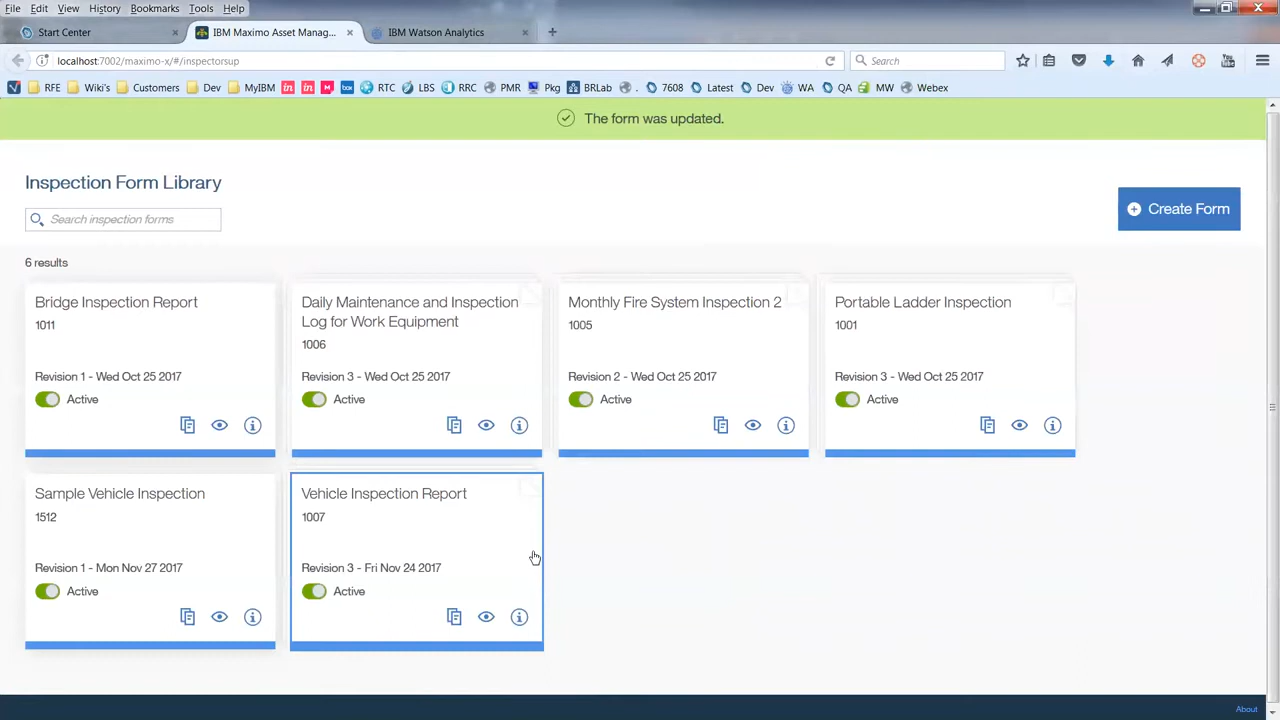 File Edit View History Bookmarks Tools Help
Start Center × IBM Maximo Asset Manag... × IBM Watson Analytics ×
localhost:7002/maximo-x/#/inspectorsup Search
RFE Wiki's Customers Dev MyIBM RTC LBS RRC PMR Pkg BRLab . 7608 Latest Dev WA QA MW Webex
The form was updated.
Inspection Form Library
Search inspection forms
Create Form
6 results
Bridge Inspection Report
1011
Revision 1 - Wed Oct 25 2017
Active
Daily Maintenance and Inspection
Log for Work Equipment
1006
Revision 3 - Wed Oct 25 2017
Active
Monthly Fire System Inspection 2
1005
Revision 2 - Wed Oct 25 2017
Active
Portable Ladder Inspection
1001
Revision 3 - Wed Oct 25 2017
Active
Sample Vehicle Inspection
1512
Revision 1 - Mon Nov 27 2017
Active
Vehicle Inspection Report
1007
Revision 3 - Fri Nov 24 2017
Active
About